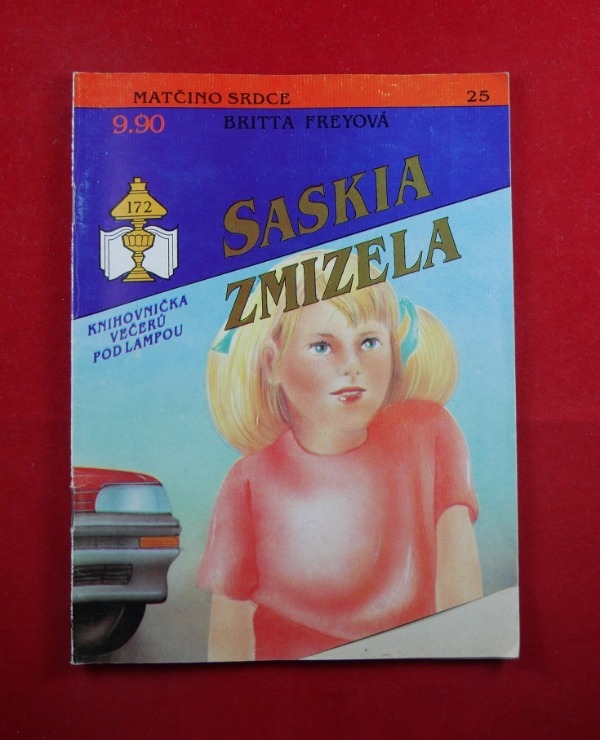 MATČINO SRDCE 25
9.90 BRITTA FREYOVÁ
172
SASKIA
ZMIZELA
KNIHOVNIČKA
VEČERŮ
POD LAMPOU